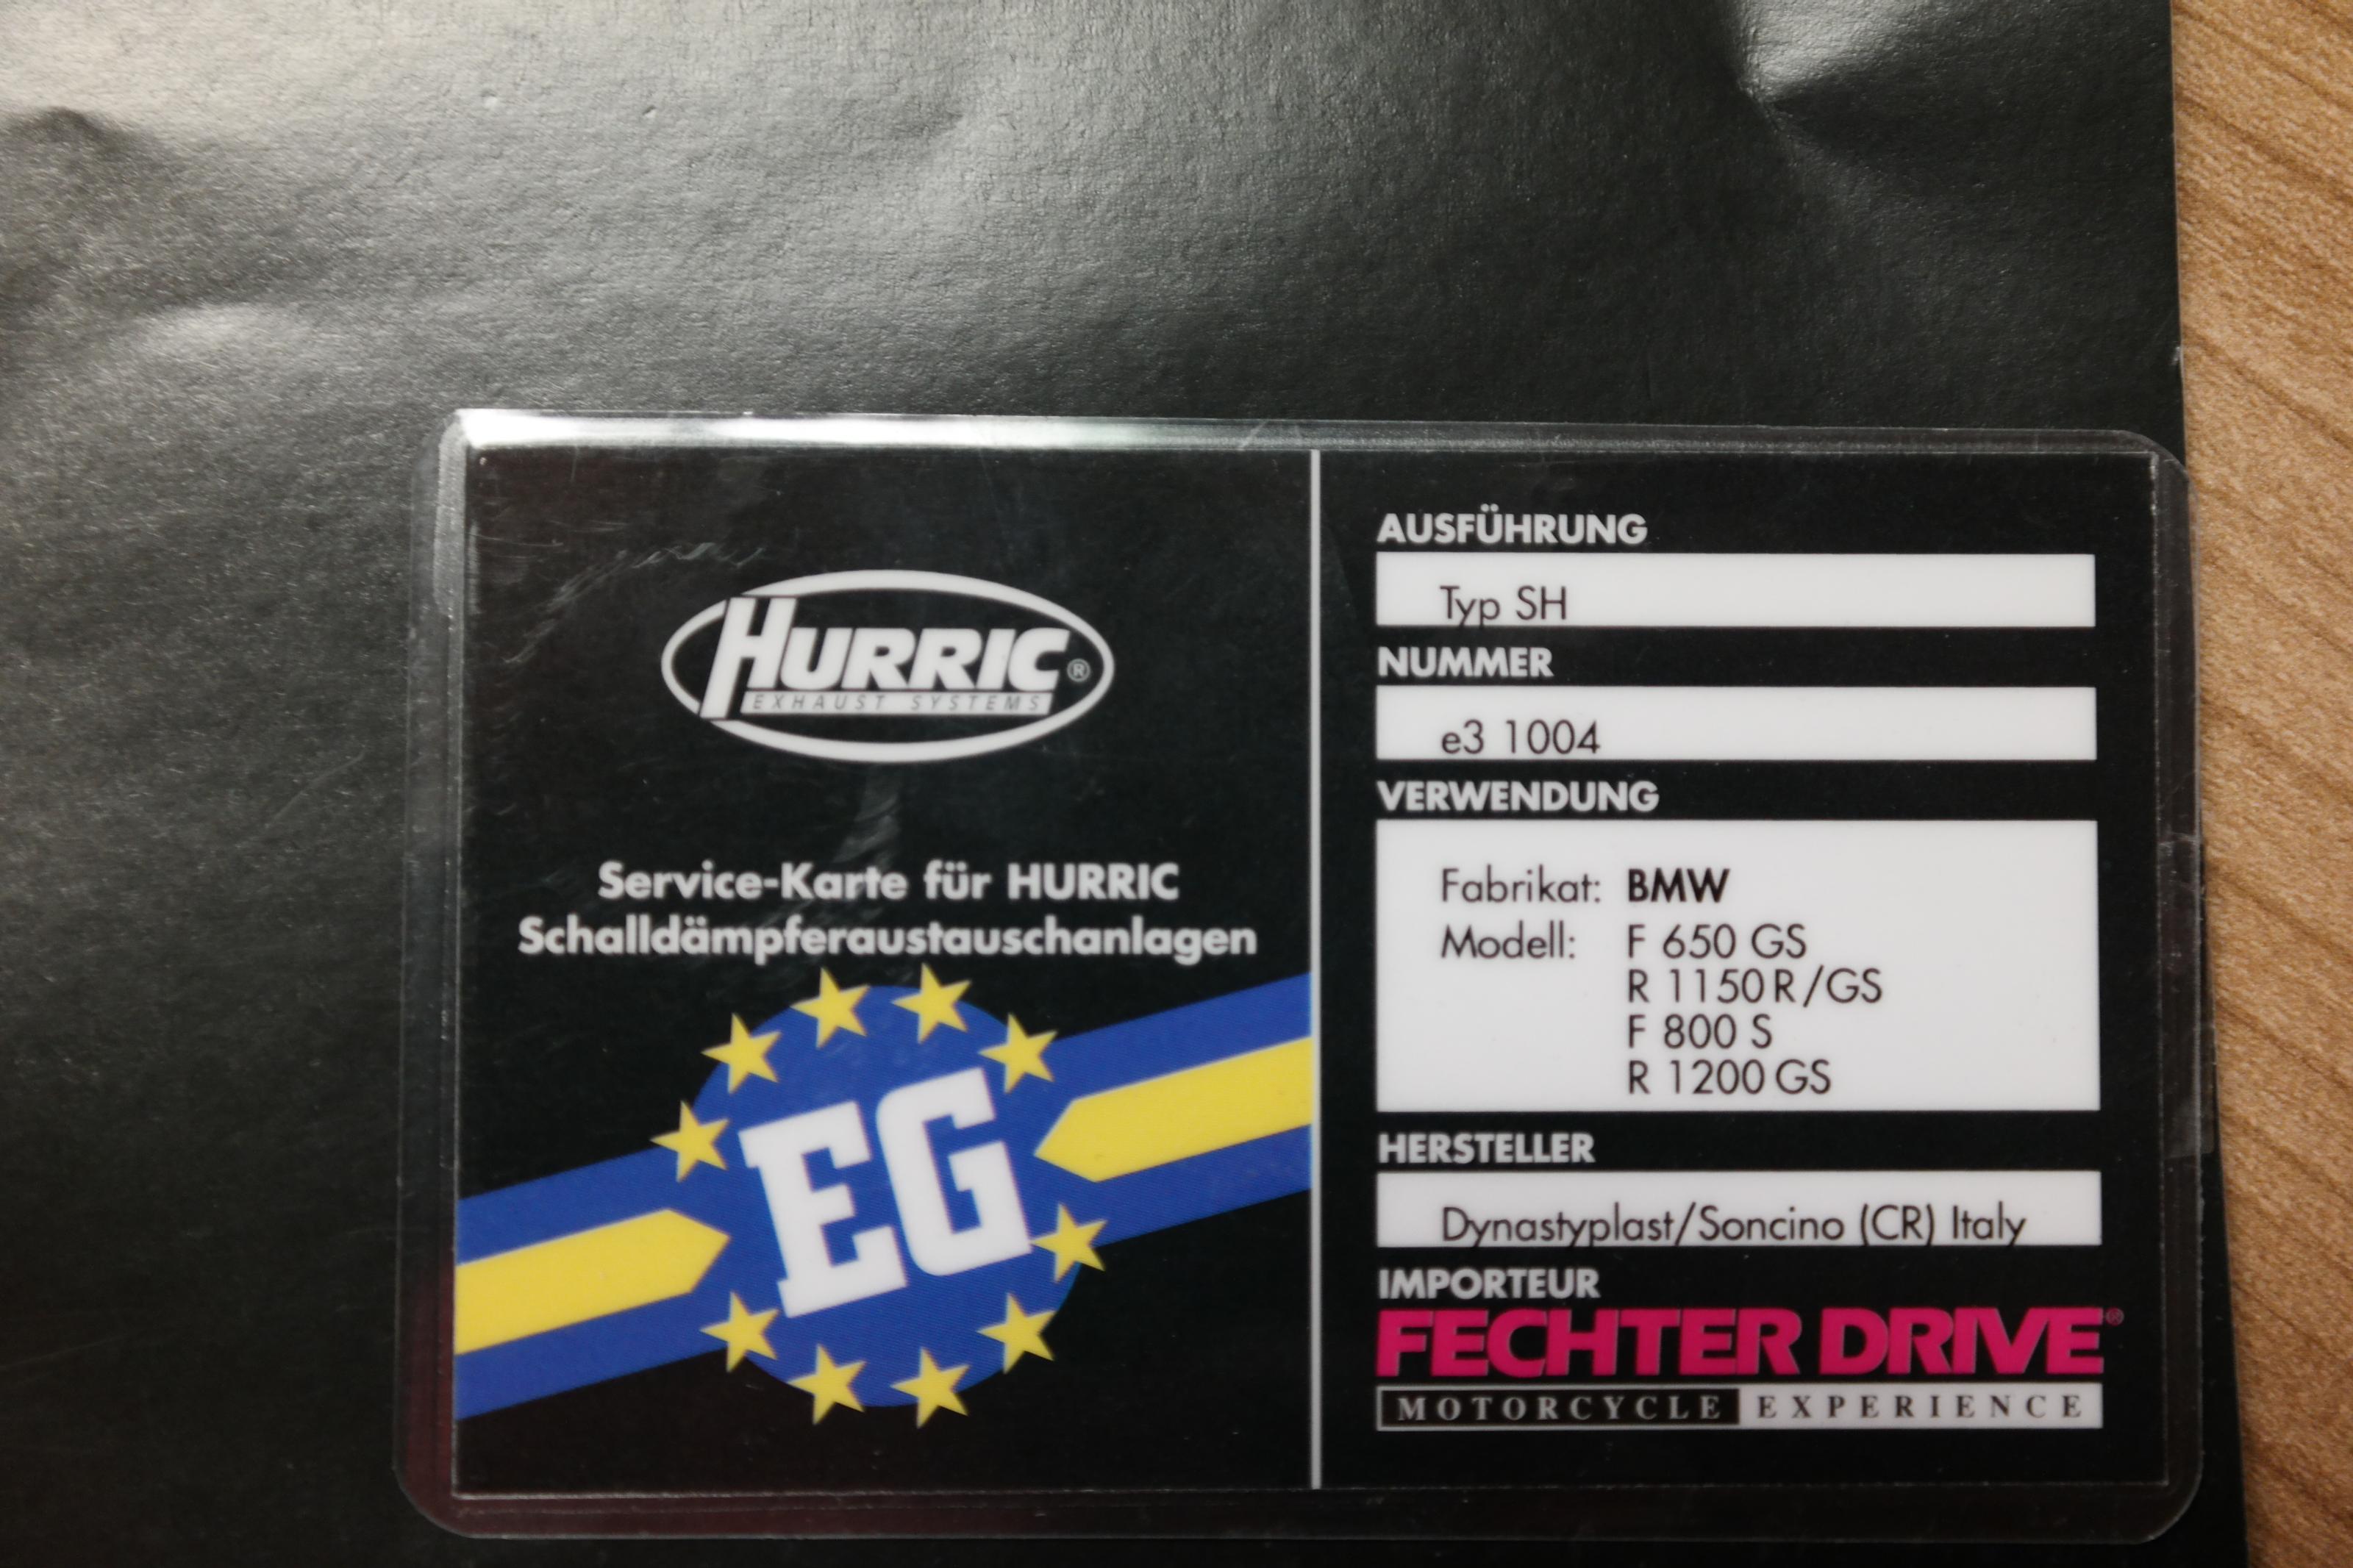 HURRIC®
EXHAUST SYSTEMS
Service-Karte für HURRIC
Schalldämpferaustauschanlagen
EG
AUSFÜHRUNG
Typ SH
NUMMER
e3 1004
VERWENDUNG
Fabrikat: BMW
Modell: F 650 GS
R 1150 R/GS
F 800 S
R 1200 GS
HERSTELLER
Dynastyplast/Soncino (CR) Italy
IMPORTEUR
FECHTER DRIVE®
MOTORCYCLE EXPERIENCE